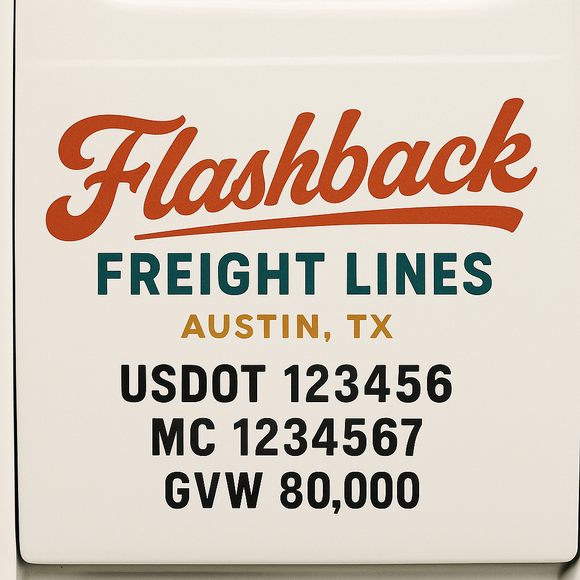 Flashback
FREIGHT LINES
AUSTIN, TX
USDOT 123456
MC 1234567
GVW 80,000